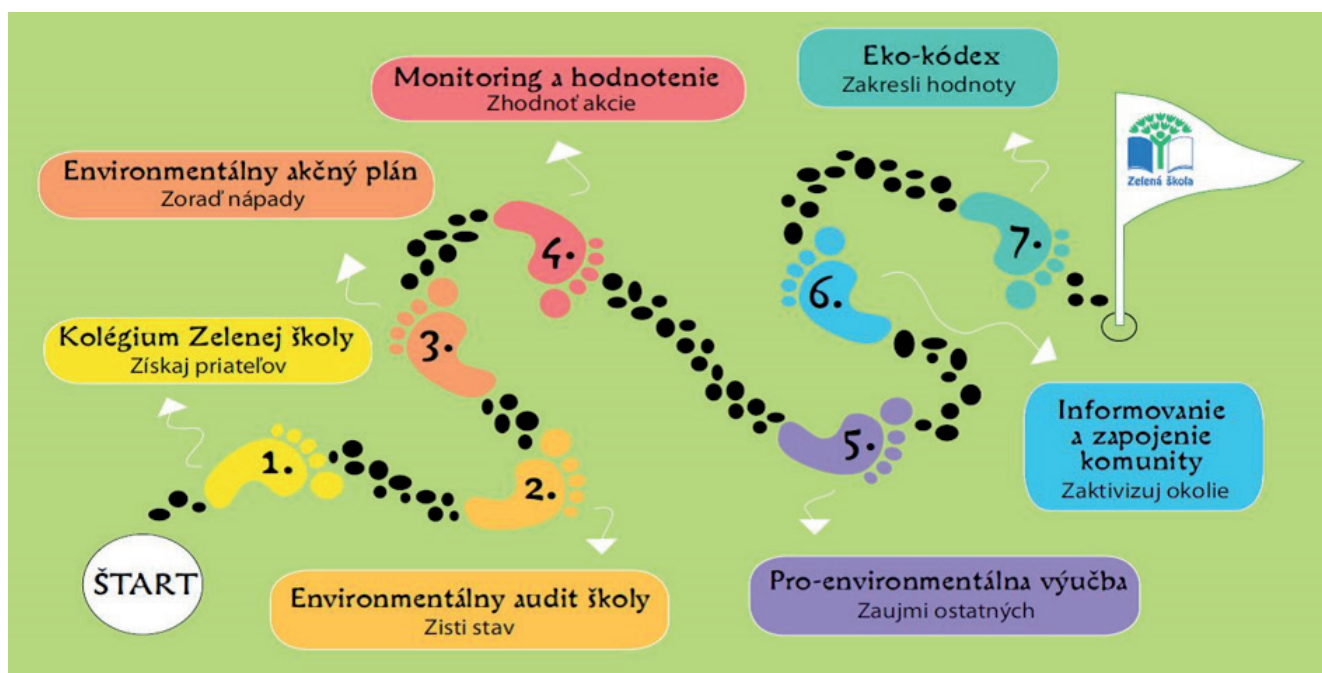 ŠTART
1.
Kolégium Zelenej školy
Získaj priateľov
2.
Environmentálny audit školy
Zisti stav
3.
Environmentálny akčný plán
Zoraď nápady
4.
Monitoring a hodnotenie
Zhodnoť akcie
5.
Pro-environmentálna výučba
Zaujmi ostatných
6.
Informovanie
a zapojenie
komunity
Zaktivizuj okolie
7.
Eko-kódex
Zakresli hodnoty
Zelená škola